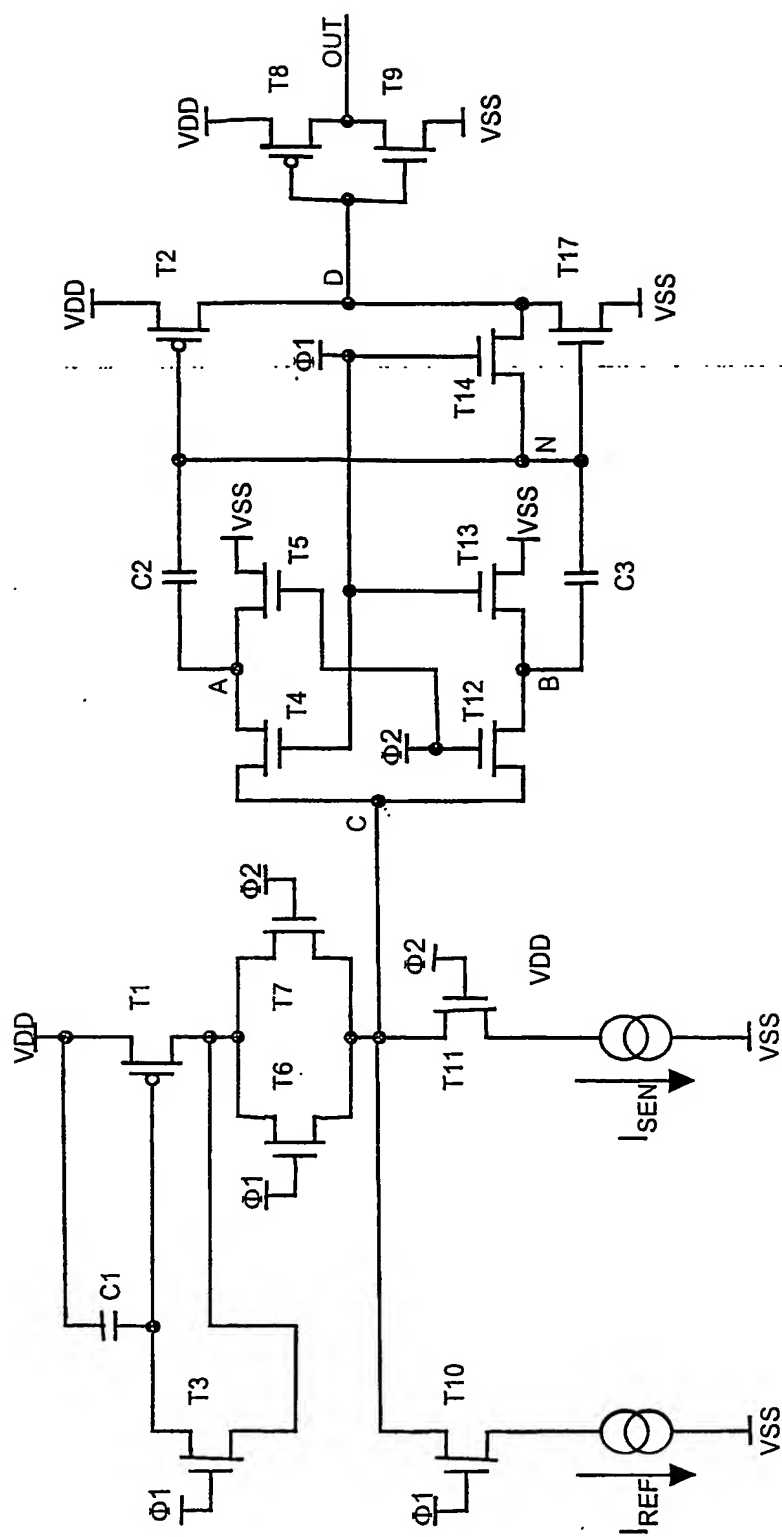 VDD
C1
T1
T3
Φ1
Φ1
T6
T7
Φ2
T10
Φ1
I_REF
VSS
T11
Φ2
VDD
I_SEN
VSS
C
A
T4
C2
VSS
T5
Φ2
T12
B
T13
VSS
C3
VDD
T2
Φ1
T14
N
D
T17
VSS
VDD
T8
OUT
T9
VSS